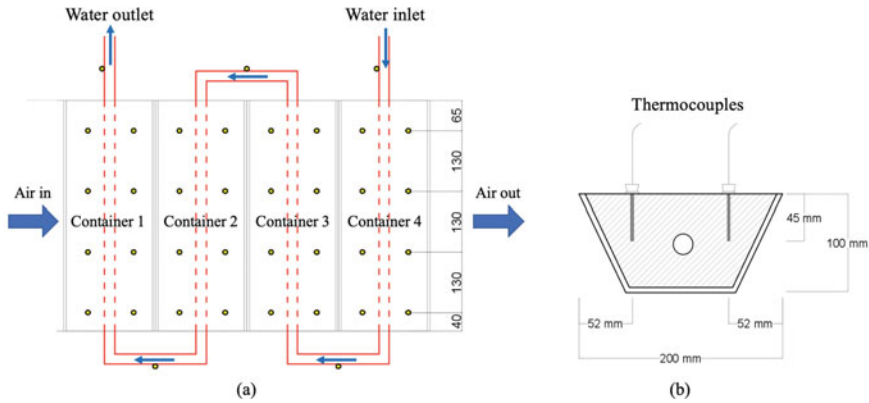 Water outlet
Water inlet
Thermocouples
Air in
Container 1
Container 2
Container 3
Container 4
Air out
65
130
130
130
40
45 mm
100 mm
52 mm
52 mm
200 mm
(a)
(b)